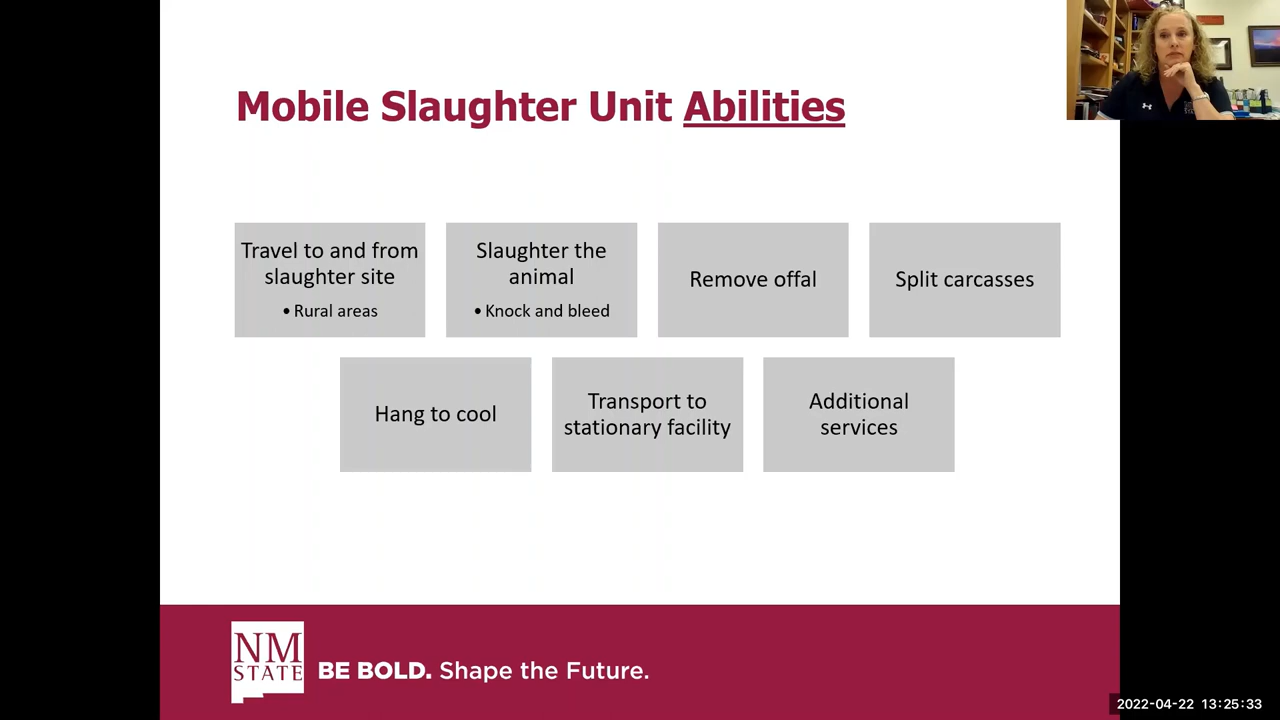 Mobile Slaughter Unit Abilities
Travel to and from
slaughter site
• Rural areas
Slaughter the
animal
• Knock and bleed
Remove offal
Split carcasses
Hang to cool
Transport to
stationary facility
Additional
services
NM
STATE
BE BOLD. Shape the Future.
2022-04-22 13:25:33